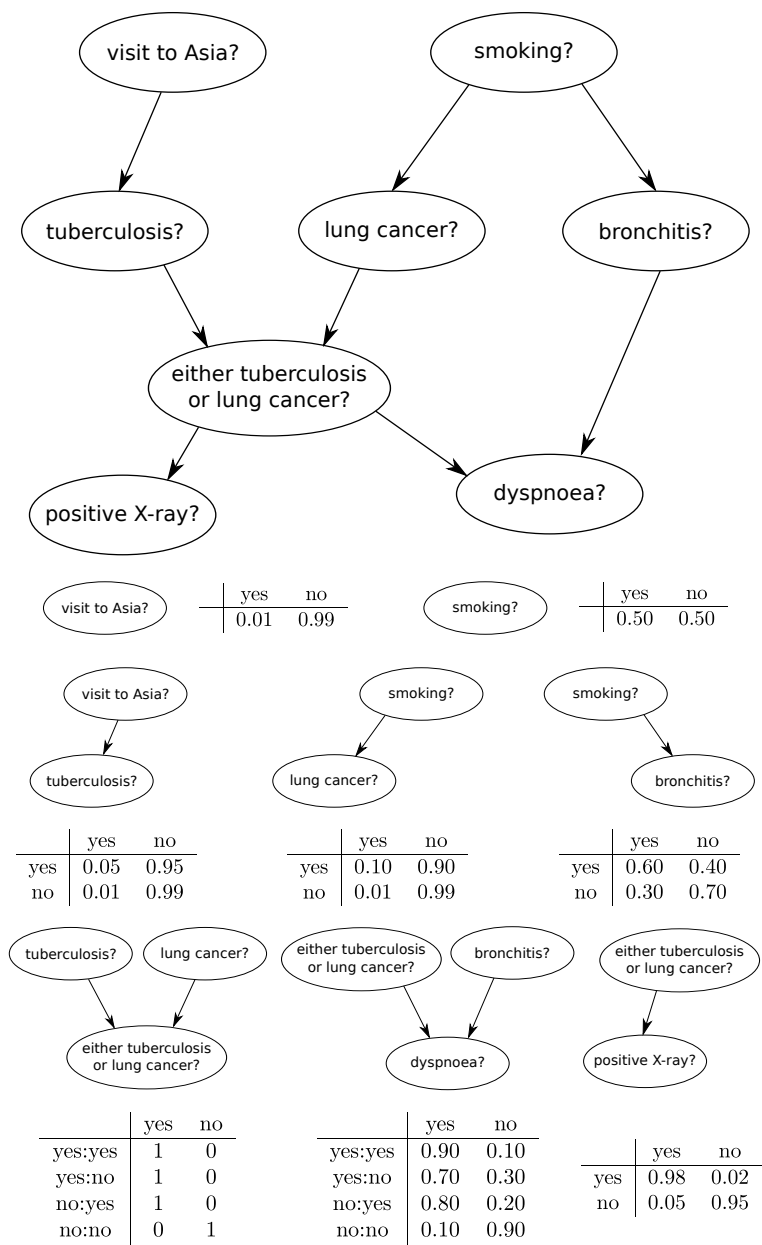 visit to Asia?
smoking?
tuberculosis?
lung cancer?
bronchitis?
either tuberculosis
or lung cancer?
positive X-ray?
dyspnoea?
visit to Asia?
yes no
0.01 0.99
smoking?
yes no
0.50 0.50
visit to Asia?
tuberculosis?
yes no
yes 0.05 0.95
no 0.01 0.99
smoking?
lung cancer?
yes no
yes 0.10 0.90
no 0.01 0.99
smoking?
bronchitis?
yes no
yes 0.60 0.40
no 0.30 0.70
tuberculosis?
lung cancer?
either tuberculosis
or lung cancer?
yes no
yes:yes 1 0
yes:no 1 0
no:yes 1 0
no:no 0 1
either tuberculosis
or lung cancer?
bronchitis?
dyspnoea?
yes no
yes:yes 0.90 0.10
yes:no 0.70 0.30
no:yes 0.80 0.20
no:no 0.10 0.90
either tuberculosis
or lung cancer?
positive X-ray?
yes no
yes 0.98 0.02
no 0.05 0.95